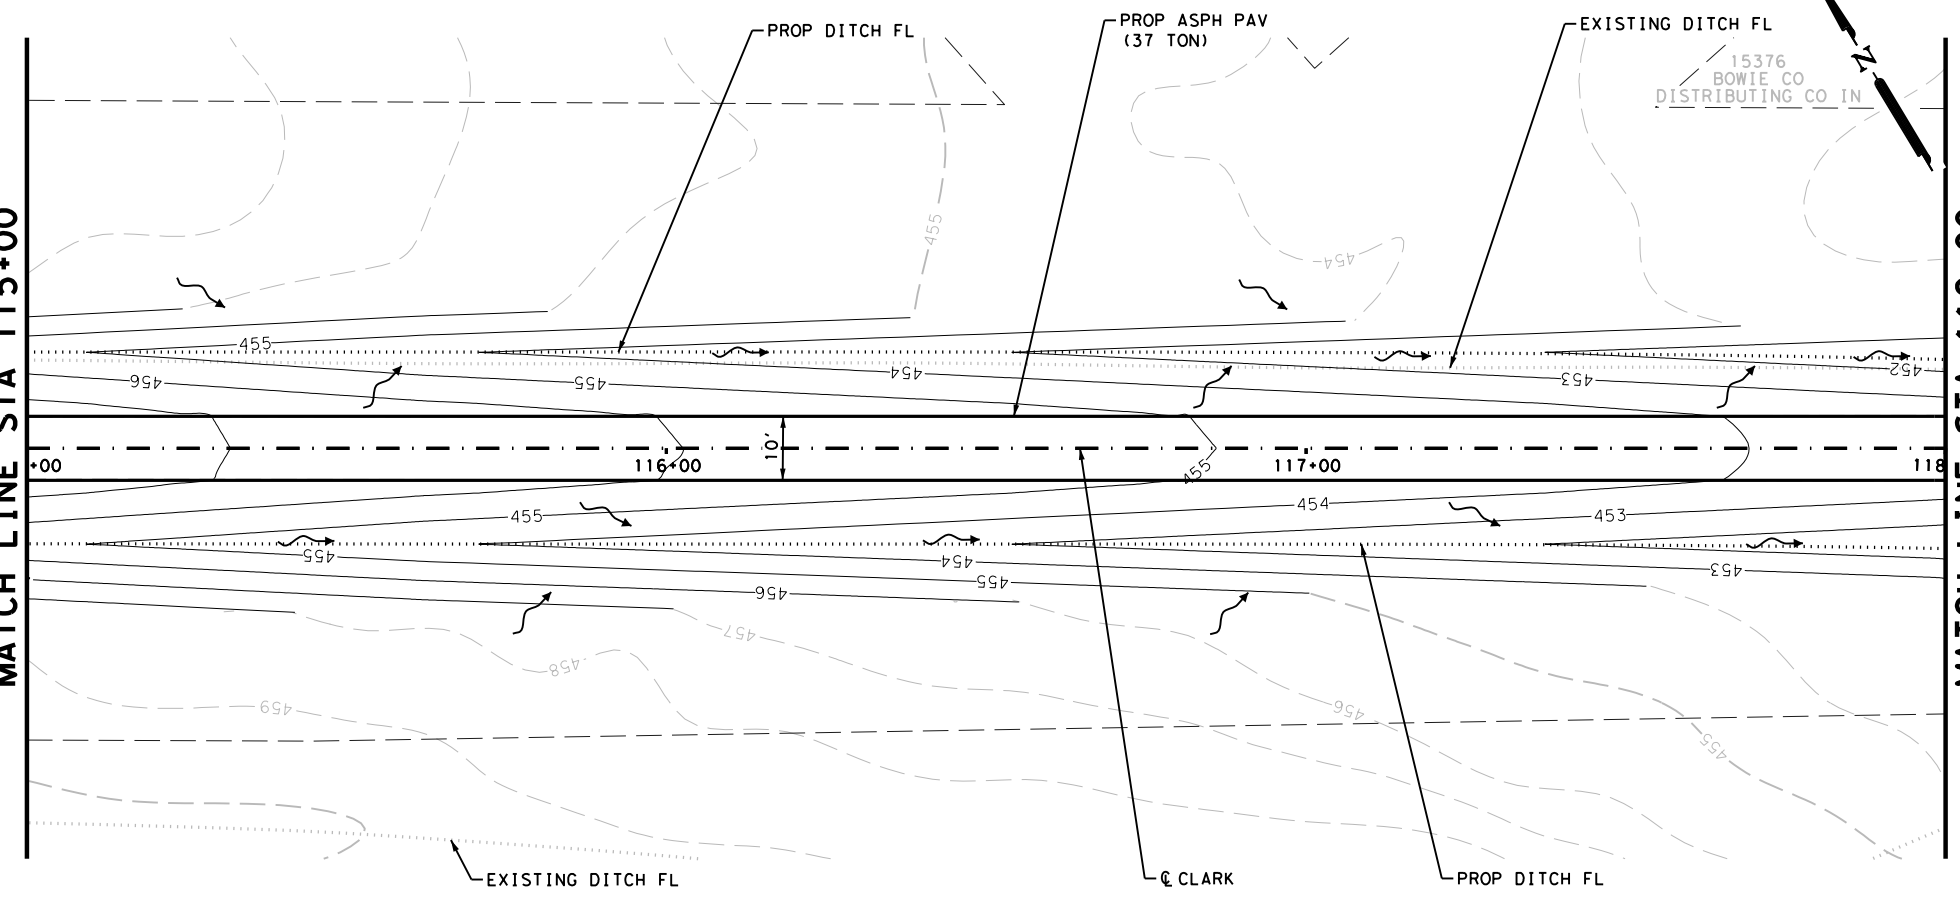 PROP DITCH FL
PROP ASPH PAV
(37 TON)
EXISTING DITCH FL
N
15376
BOWIE CO
DISTRIBUTING CO IN
455
454
455
456
455
454
453
452
MATCH LINE STA 115+00
10'
+00
116+00
455
117+00
118
455
454
453
455
454
455
453
456
457
458
459
456
455
EXISTING DITCH FL
℄ CLARK
PROP DITCH FL